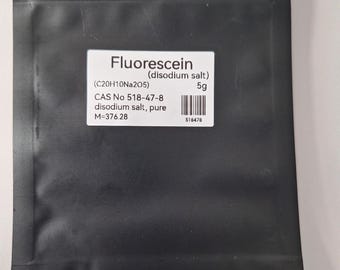 Fluorescein
(disodium salt)
(C20H10Na2O5)
5g
CAS No 518-47-8
disodium salt, pure
M=376.28
518478